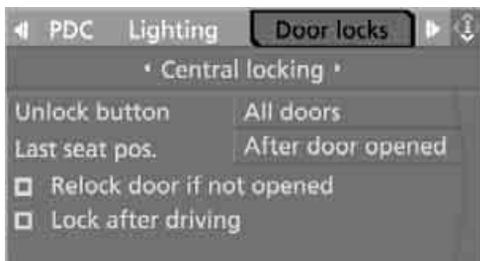 PDC Lighting Door locks
• Central locking •
Unlock button All doors
Last seat pos. After door opened
Relock door if not opened
Lock after driving